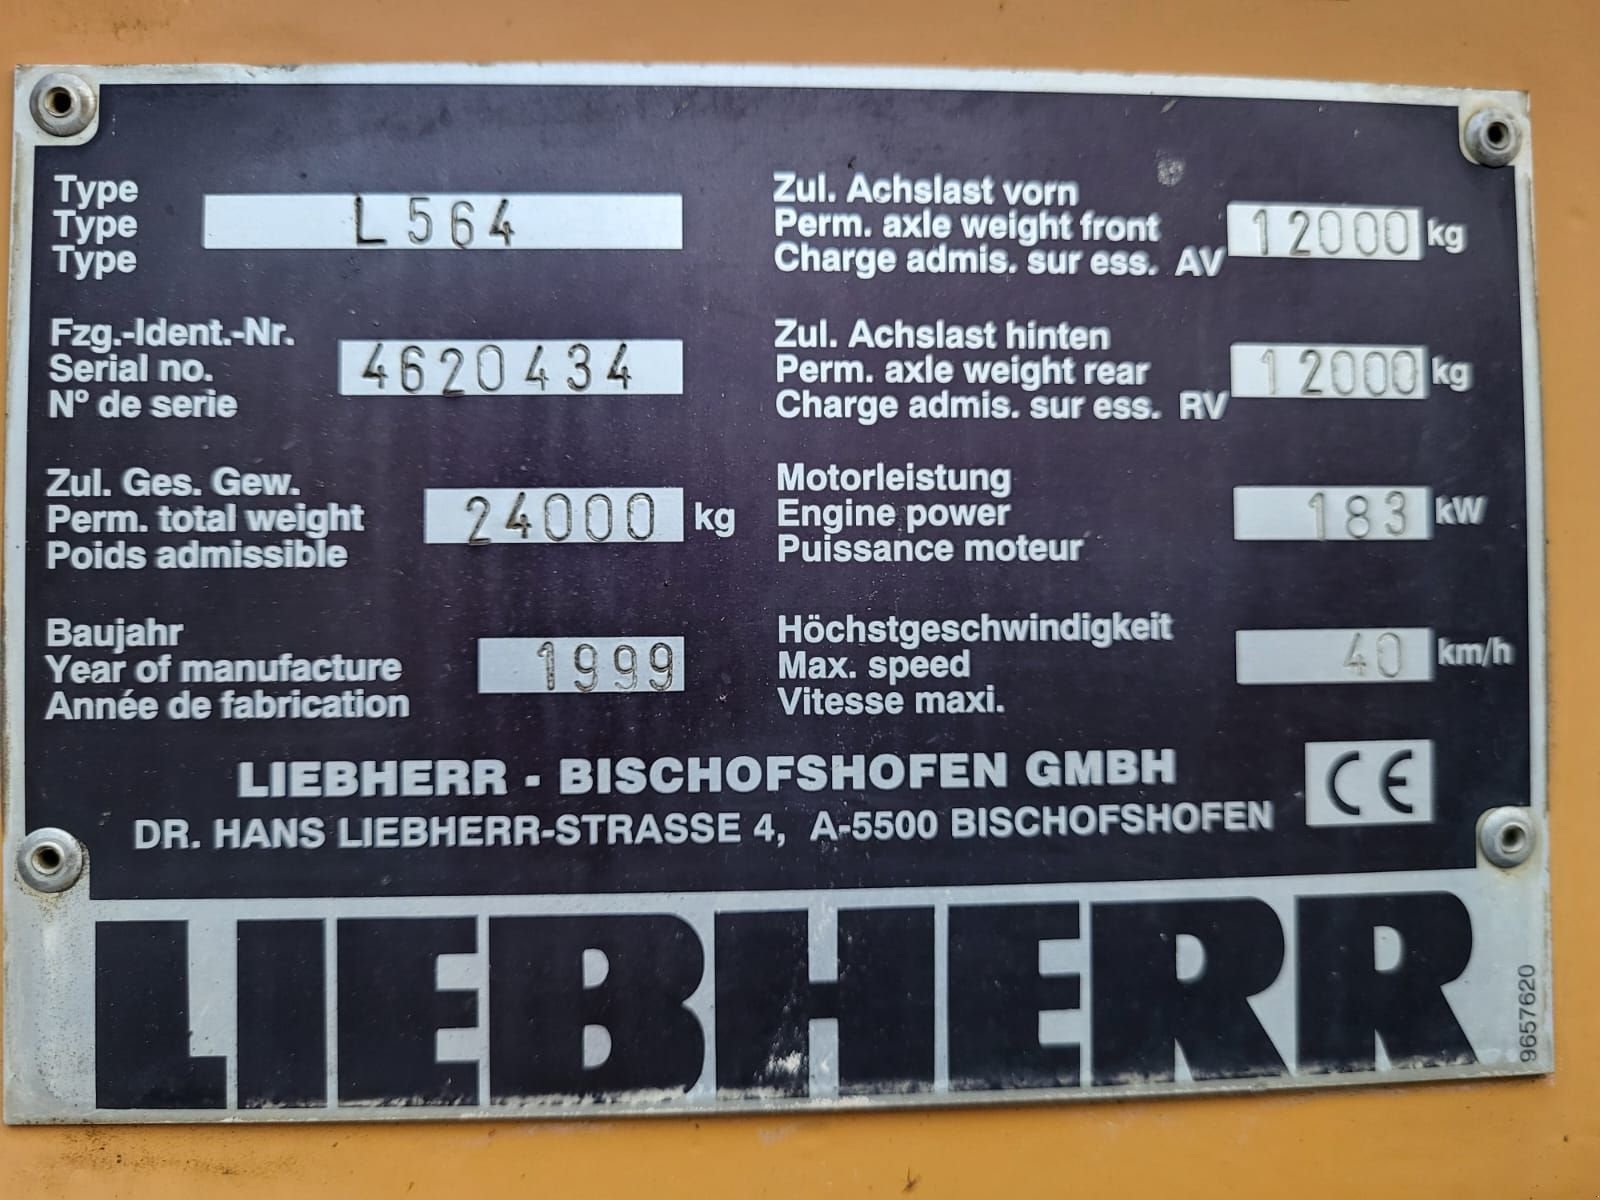 Type
Type L564
Type
Fzg.-Ident.-Nr.
Serial no. 4620434
N° de serie
Zul. Ges. Gew.
Perm. total weight 24000 kg
Poids admissible
Baujahr
Year of manufacture 1999
Année de fabrication
Zul. Achslast vorn
Perm. axle weight front 12000 kg
Charge admis. sur ess. AV
Zul. Achslast hinten
Perm. axle weight rear 12000 kg
Charge admis. sur ess. RV
Motorleistung
Engine power 183 kW
Puissance moteur
Höchstgeschwindigkeit
Max. speed 40 km/h
Vitesse maxi.
LIEBHERR - BISCHOFSHOFEN GMBH
DR. HANS LIEBHERR-STRASSE 4, A-5500 BISCHOFSHOFEN
CE
LIEBHERR
9657620